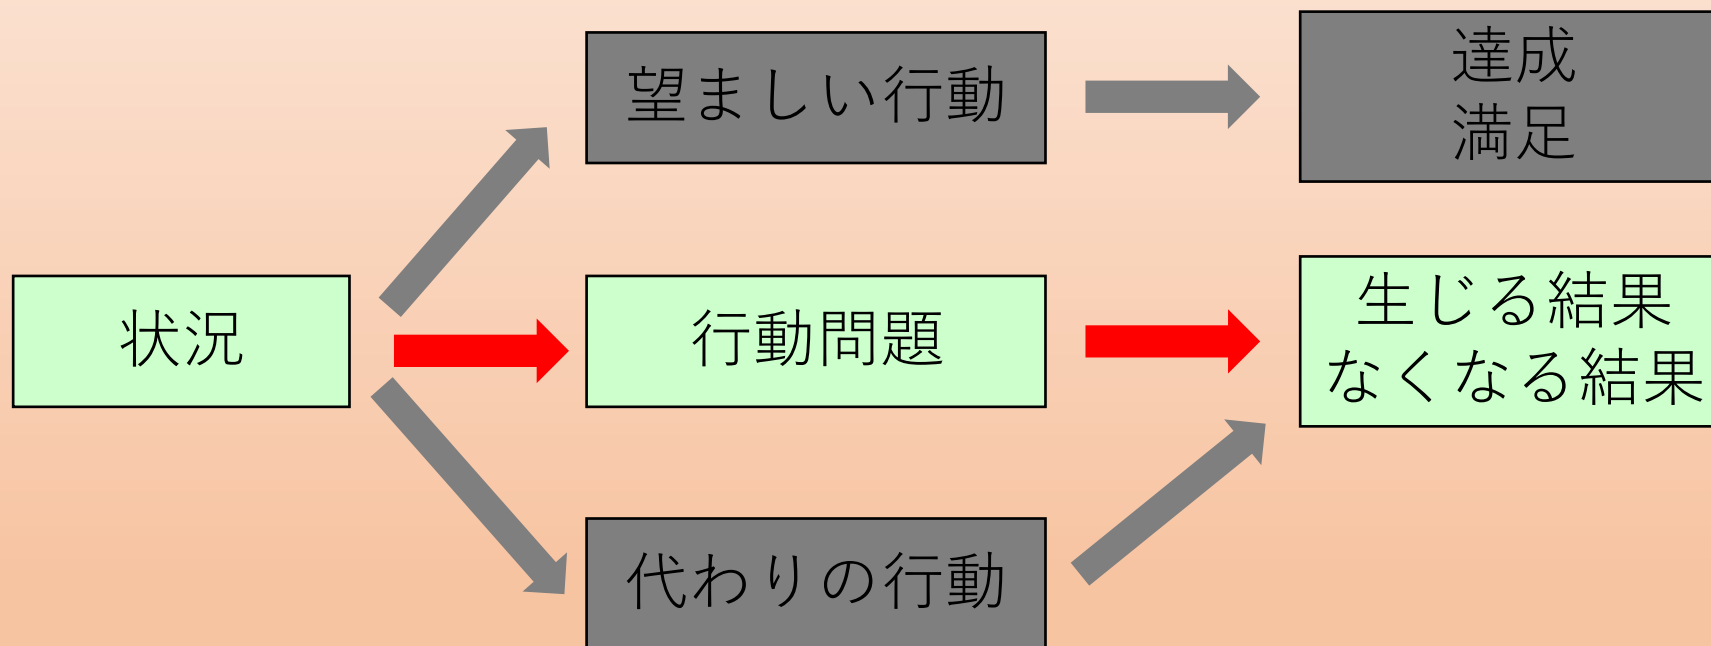 望ましい行動
達成
満足
状況
行動問題
生じる結果
なくなる結果
代わりの行動